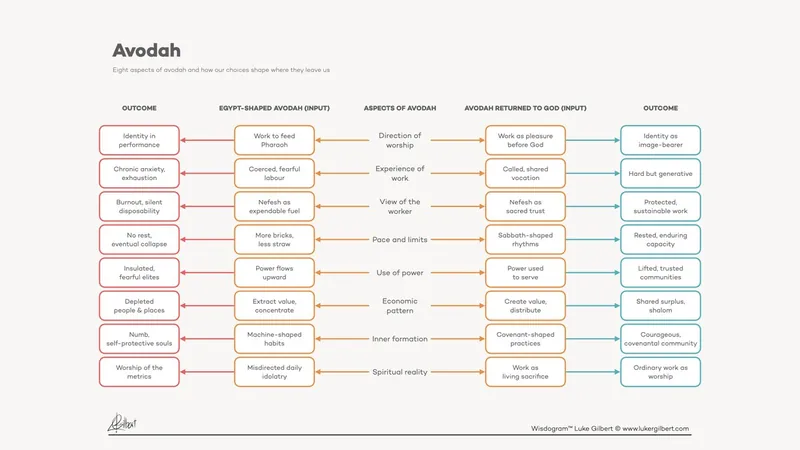 Avodah
Eight aspects of avodah and how our choices shape where they leave us
OUTCOME
EGYPT-SHAPED AVODAH (INPUT)
ASPECTS OF AVODAH
AVODAH RETURNED TO GOD (INPUT)
OUTCOME
Identity in
performance
Work to feed
Pharaoh
Direction of
worship
Work as pleasure
before God
Identity as
image-bearer
Chronic anxiety,
exhaustion
Coerced, fearful
labour
Experience of
work
Called, shared
vocation
Hard but generative
Burnout, silent
disposability
Nefesh as
expendable fuel
View of the
worker
Nefesh as
sacred trust
Protected,
sustainable work
No rest,
eventual collapse
More bricks,
less straw
Pace and limits
Sabbath-shaped
rhythms
Rested, enduring
capacity
Insulated,
fearful elites
Power flows
upward
Use of power
Power used
to serve
Lifted, trusted
communities
Depleted
people & places
Extract value,
concentrate
Economic
pattern
Create value,
distribute
Shared surplus,
shalom
Numb,
self-protective souls
Machine-shaped
habits
Inner formation
Covenant-shaped
practices
Courageous,
covenantal community
Worship of the
metrics
Misdirected daily
idolatry
Spiritual reality
Work as
living sacrifice
Ordinary work as
worship
Gilbert
Wisdogram™ Luke Gilbert © www.lukergilbert.com